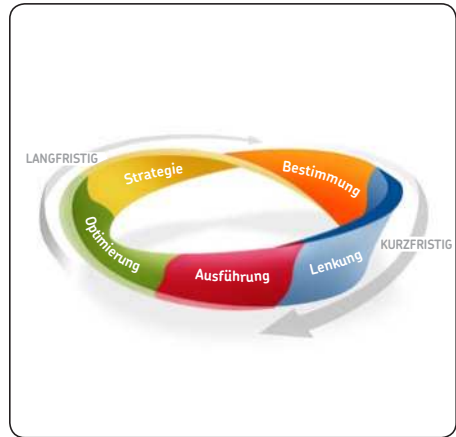 LANGFRISTIG
Strategie
Bestimmung
Optimierung
Ausführung
Lenkung
KURZFRISTIG